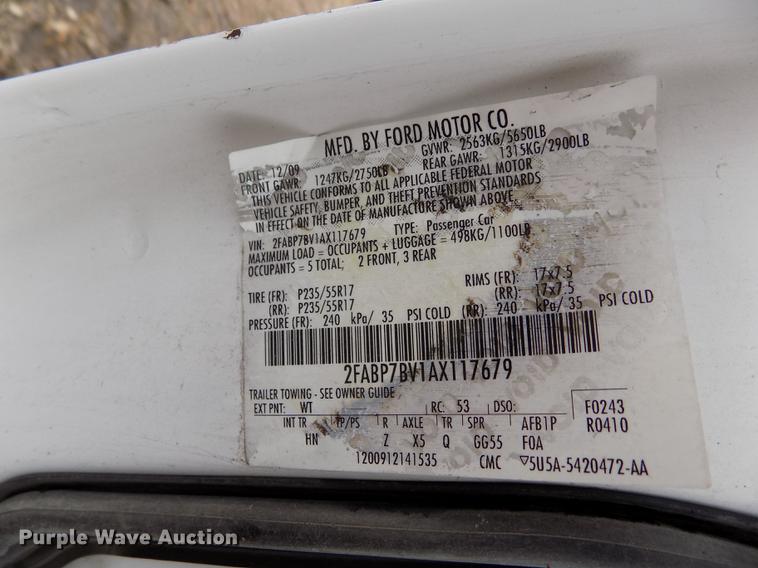 MFD. BY FORD MOTOR CO.
DATE: 12/09 GVWR: 2563KG/5650LB
FRONT GAWR: 1247KG/2750LB REAR GAWR: 1315KG/2900LB
THIS VEHICLE CONFORMS TO ALL APPLICABLE FEDERAL MOTOR
VEHICLE SAFETY, BUMPER, AND THEFT PREVENTION STANDARDS
IN EFFECT ON THE DATE OF MANUFACTURE SHOWN ABOVE.
VIN: 2FABP7BV1AX117679 TYPE: Passenger Car
MAXIMUM LOAD = OCCUPANTS + LUGGAGE = 498KG/1100LB
OCCUPANTS = 5 TOTAL; 2 FRONT, 3 REAR
TIRE (FR): P235/55R17 RIMS (FR): 17x7.5
(RR): P235/55R17 (RR): 17x7.5
PRESSURE (FR): 240 kPa/ 35 PSI COLD (RR): 240 kPa/ 35 PSI COLD
2FABP7BV1AX117679
TRAILER TOWING - SEE OWNER GUIDE
EXT PNT: WT RC: 53 DSO: F0243
INT TR TP/PS R AXLE TR SPR AFB1P R0410
HN Z X5 Q GG55 F0A
1200912141535 CMC ▽5U5A-5420472-AA
Purple Wave Auction